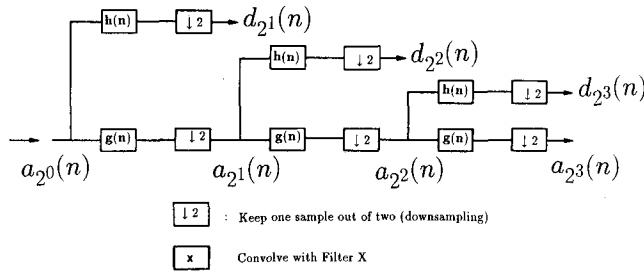 h(n) ↓2 d_{2^1}(n)
h(n) ↓2 d_{2^2}(n)
h(n) ↓2 d_{2^3}(n)
g(n) ↓2 g(n) ↓2 g(n) ↓2
a_{2^0}(n) a_{2^1}(n) a_{2^2}(n) a_{2^3}(n)
↓2 : Keep one sample out of two (downsampling)
x Convolve with Filter X